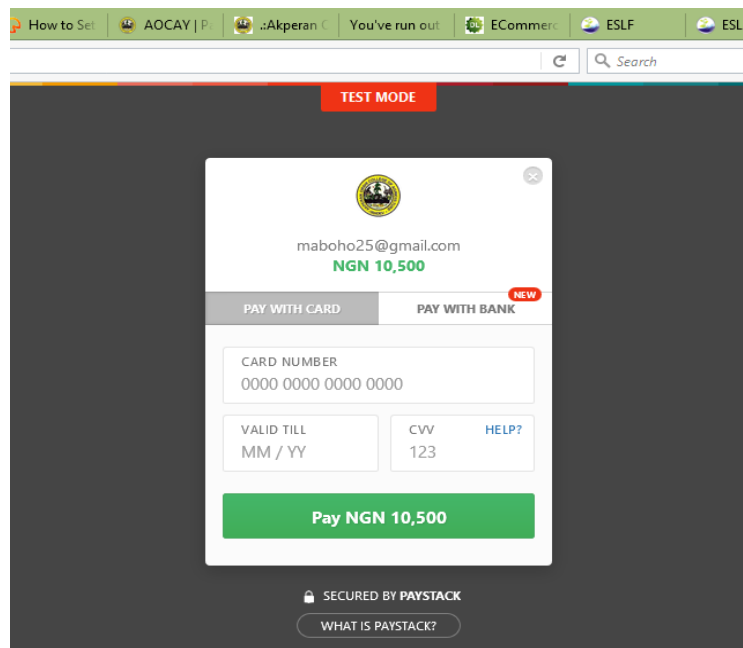 How to Set
AOCAY | P
.:Akperan C
You've run out
ECommerc
ESLF
ESL
Search
TEST MODE
maboho25@gmail.com
NGN 10,500
NEW
PAY WITH CARD
PAY WITH BANK
CARD NUMBER
0000 0000 0000 0000
VALID TILL
MM / YY
CVV HELP?
123
Pay NGN 10,500
SECURED BY PAYSTACK
WHAT IS PAYSTACK?